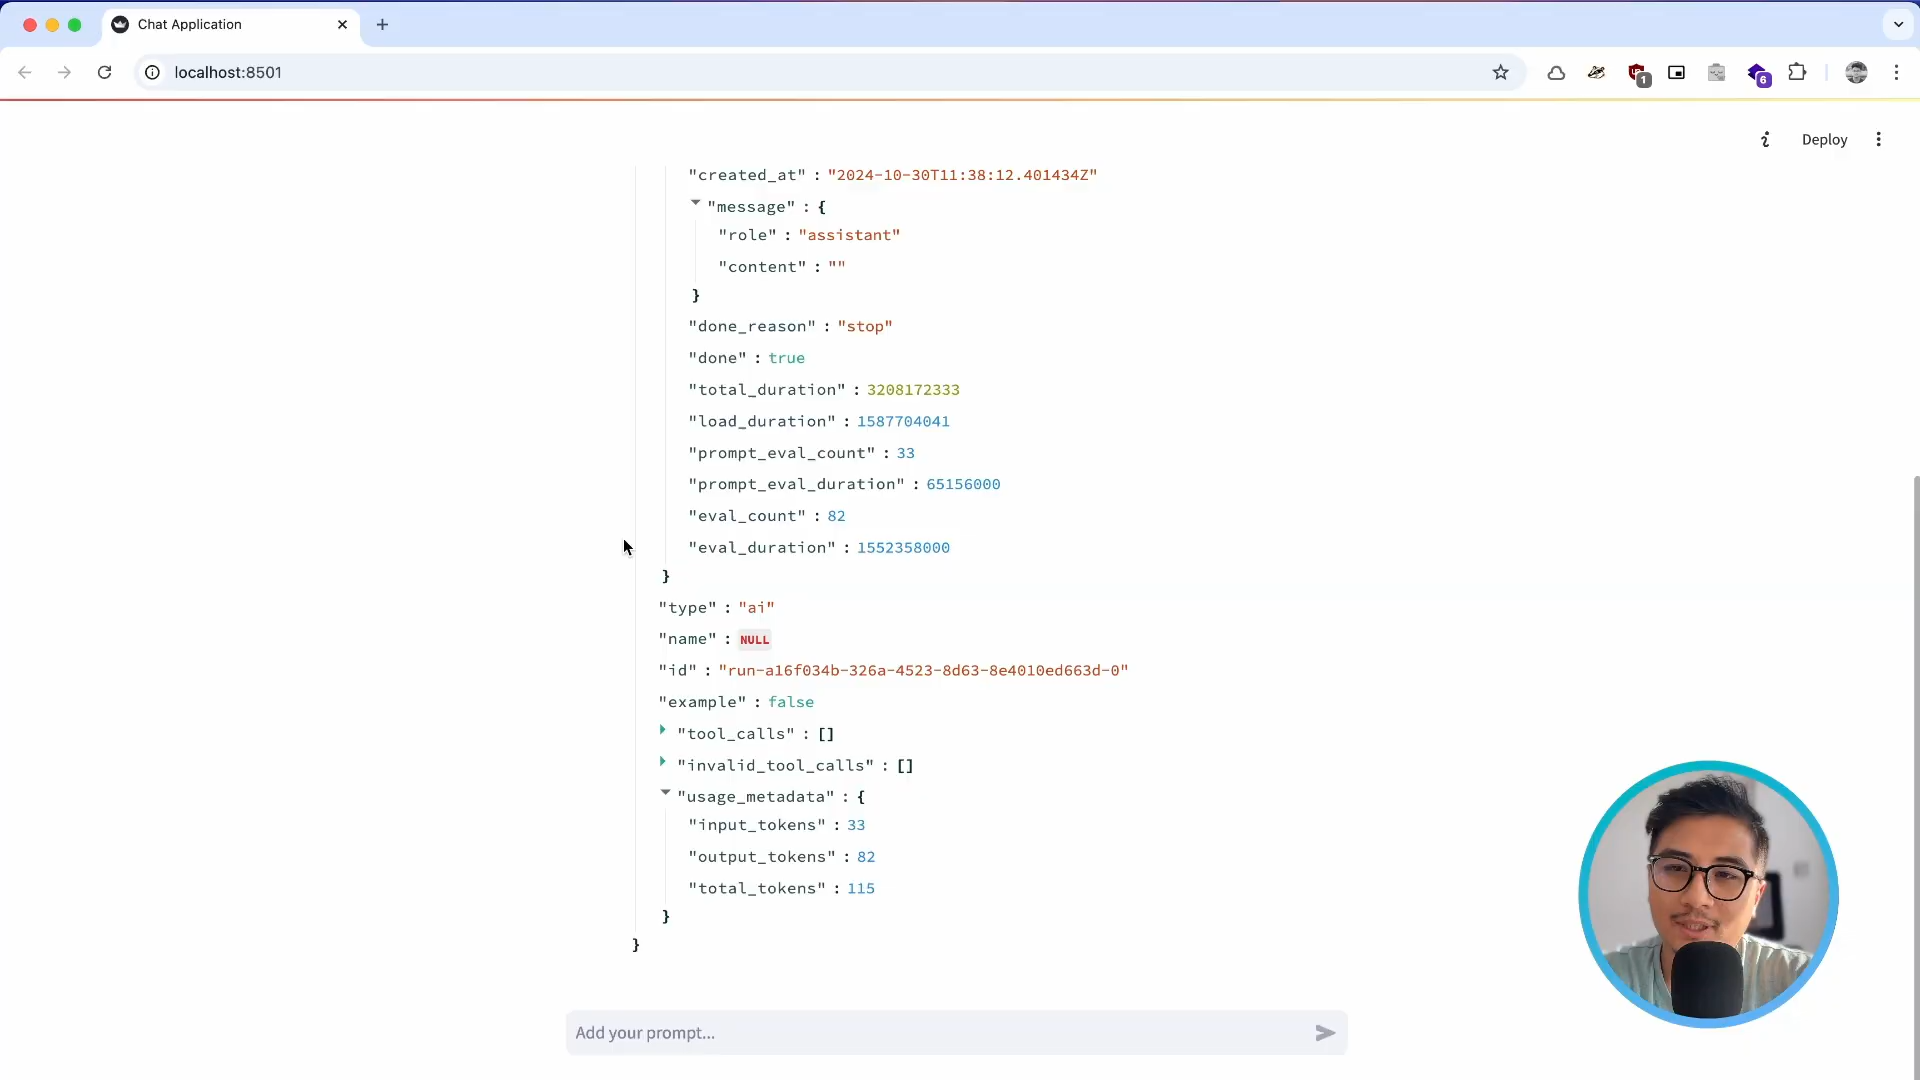 Chat Application
localhost:8501
1
6
Deploy
"created_at" : "2024-10-30T11:38:12.401434Z"
"message" : {
"role" : "assistant"
"content" : ""
}
"done_reason" : "stop"
"done" : true
"total_duration" : 3208172333
"load_duration" : 1587704041
"prompt_eval_count" : 33
"prompt_eval_duration" : 65156000
"eval_count" : 82
"eval_duration" : 1552358000
}
"type" : "ai"
"name" : NULL
"id" : "run-a16f034b-326a-4523-8d63-8e4010ed663d-0"
"example" : false
"tool_calls" : []
"invalid_tool_calls" : []
"usage_metadata" : {
"input_tokens" : 33
"output_tokens" : 82
"total_tokens" : 115
}
}
Add your prompt...